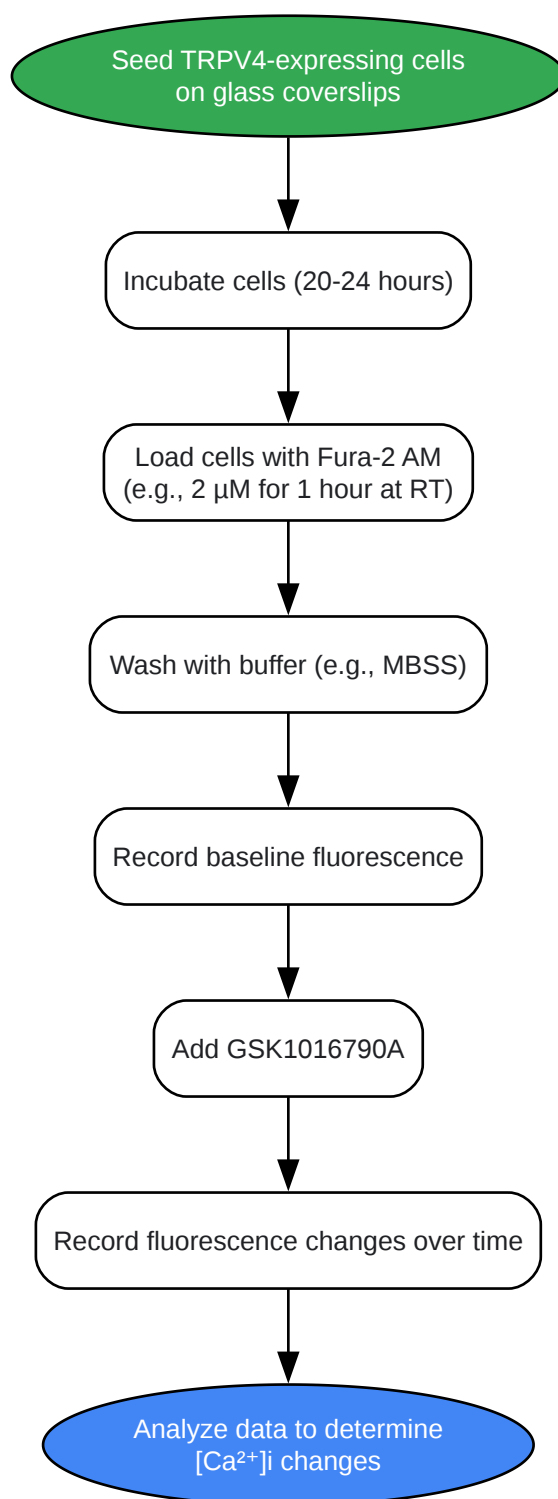 Seed TRPV4-expressing cells
on glass coverslips
Incubate cells (20-24 hours)
Load cells with Fura-2 AM
(e.g., 2 µM for 1 hour at RT)
Wash with buffer (e.g., MBSS)
Record baseline fluorescence
Add GSK1016790A
Record fluorescence changes over time
Analyze data to determine
[Ca²⁺]i changes